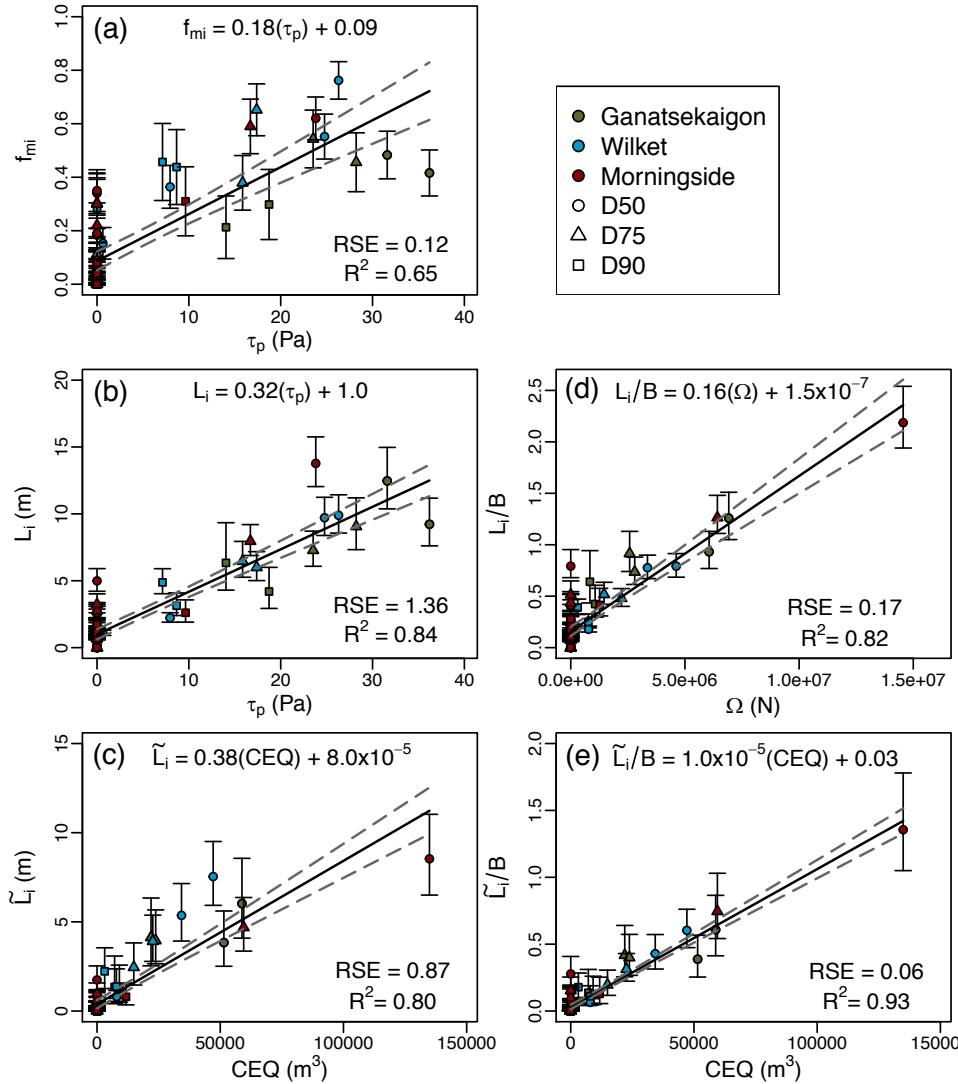 (a)
f_mi = 0.18(τ_p) + 0.09
1.0
0.8
0.6
0.4
0.2
0.0
f_mi
RSE = 0.12
R² = 0.65
0 10 20 30 40
τ_p (Pa)
Ganatsekaigon
Wilket
Morningside
D50
D75
D90
(b)
L_i = 0.32(τ_p) + 1.0
20
15
10
5
0
L_i (m)
RSE = 1.36
R² = 0.84
0 10 20 30 40
τ_p (Pa)
(d)
L_i/B = 0.16(Ω) + 1.5x10⁻⁷
2.5
2.0
1.5
1.0
0.5
0.0
L_i/B
RSE = 0.17
R² = 0.82
0.0e+00 5.0e+06 1.0e+07 1.5e+07
Ω (N)
(c)
L̃_i = 0.38(CEQ) + 8.0x10⁻⁵
15
10
5
0
L̃_i (m)
RSE = 0.87
R² = 0.80
0 50000 100000 150000
CEQ (m³)
(e)
L̃_i/B = 1.0x10⁻⁵(CEQ) + 0.03
2.0
1.5
1.0
0.5
0.0
L̃_i/B
RSE = 0.06
R² = 0.93
0 50000 100000 150000
CEQ (m³)